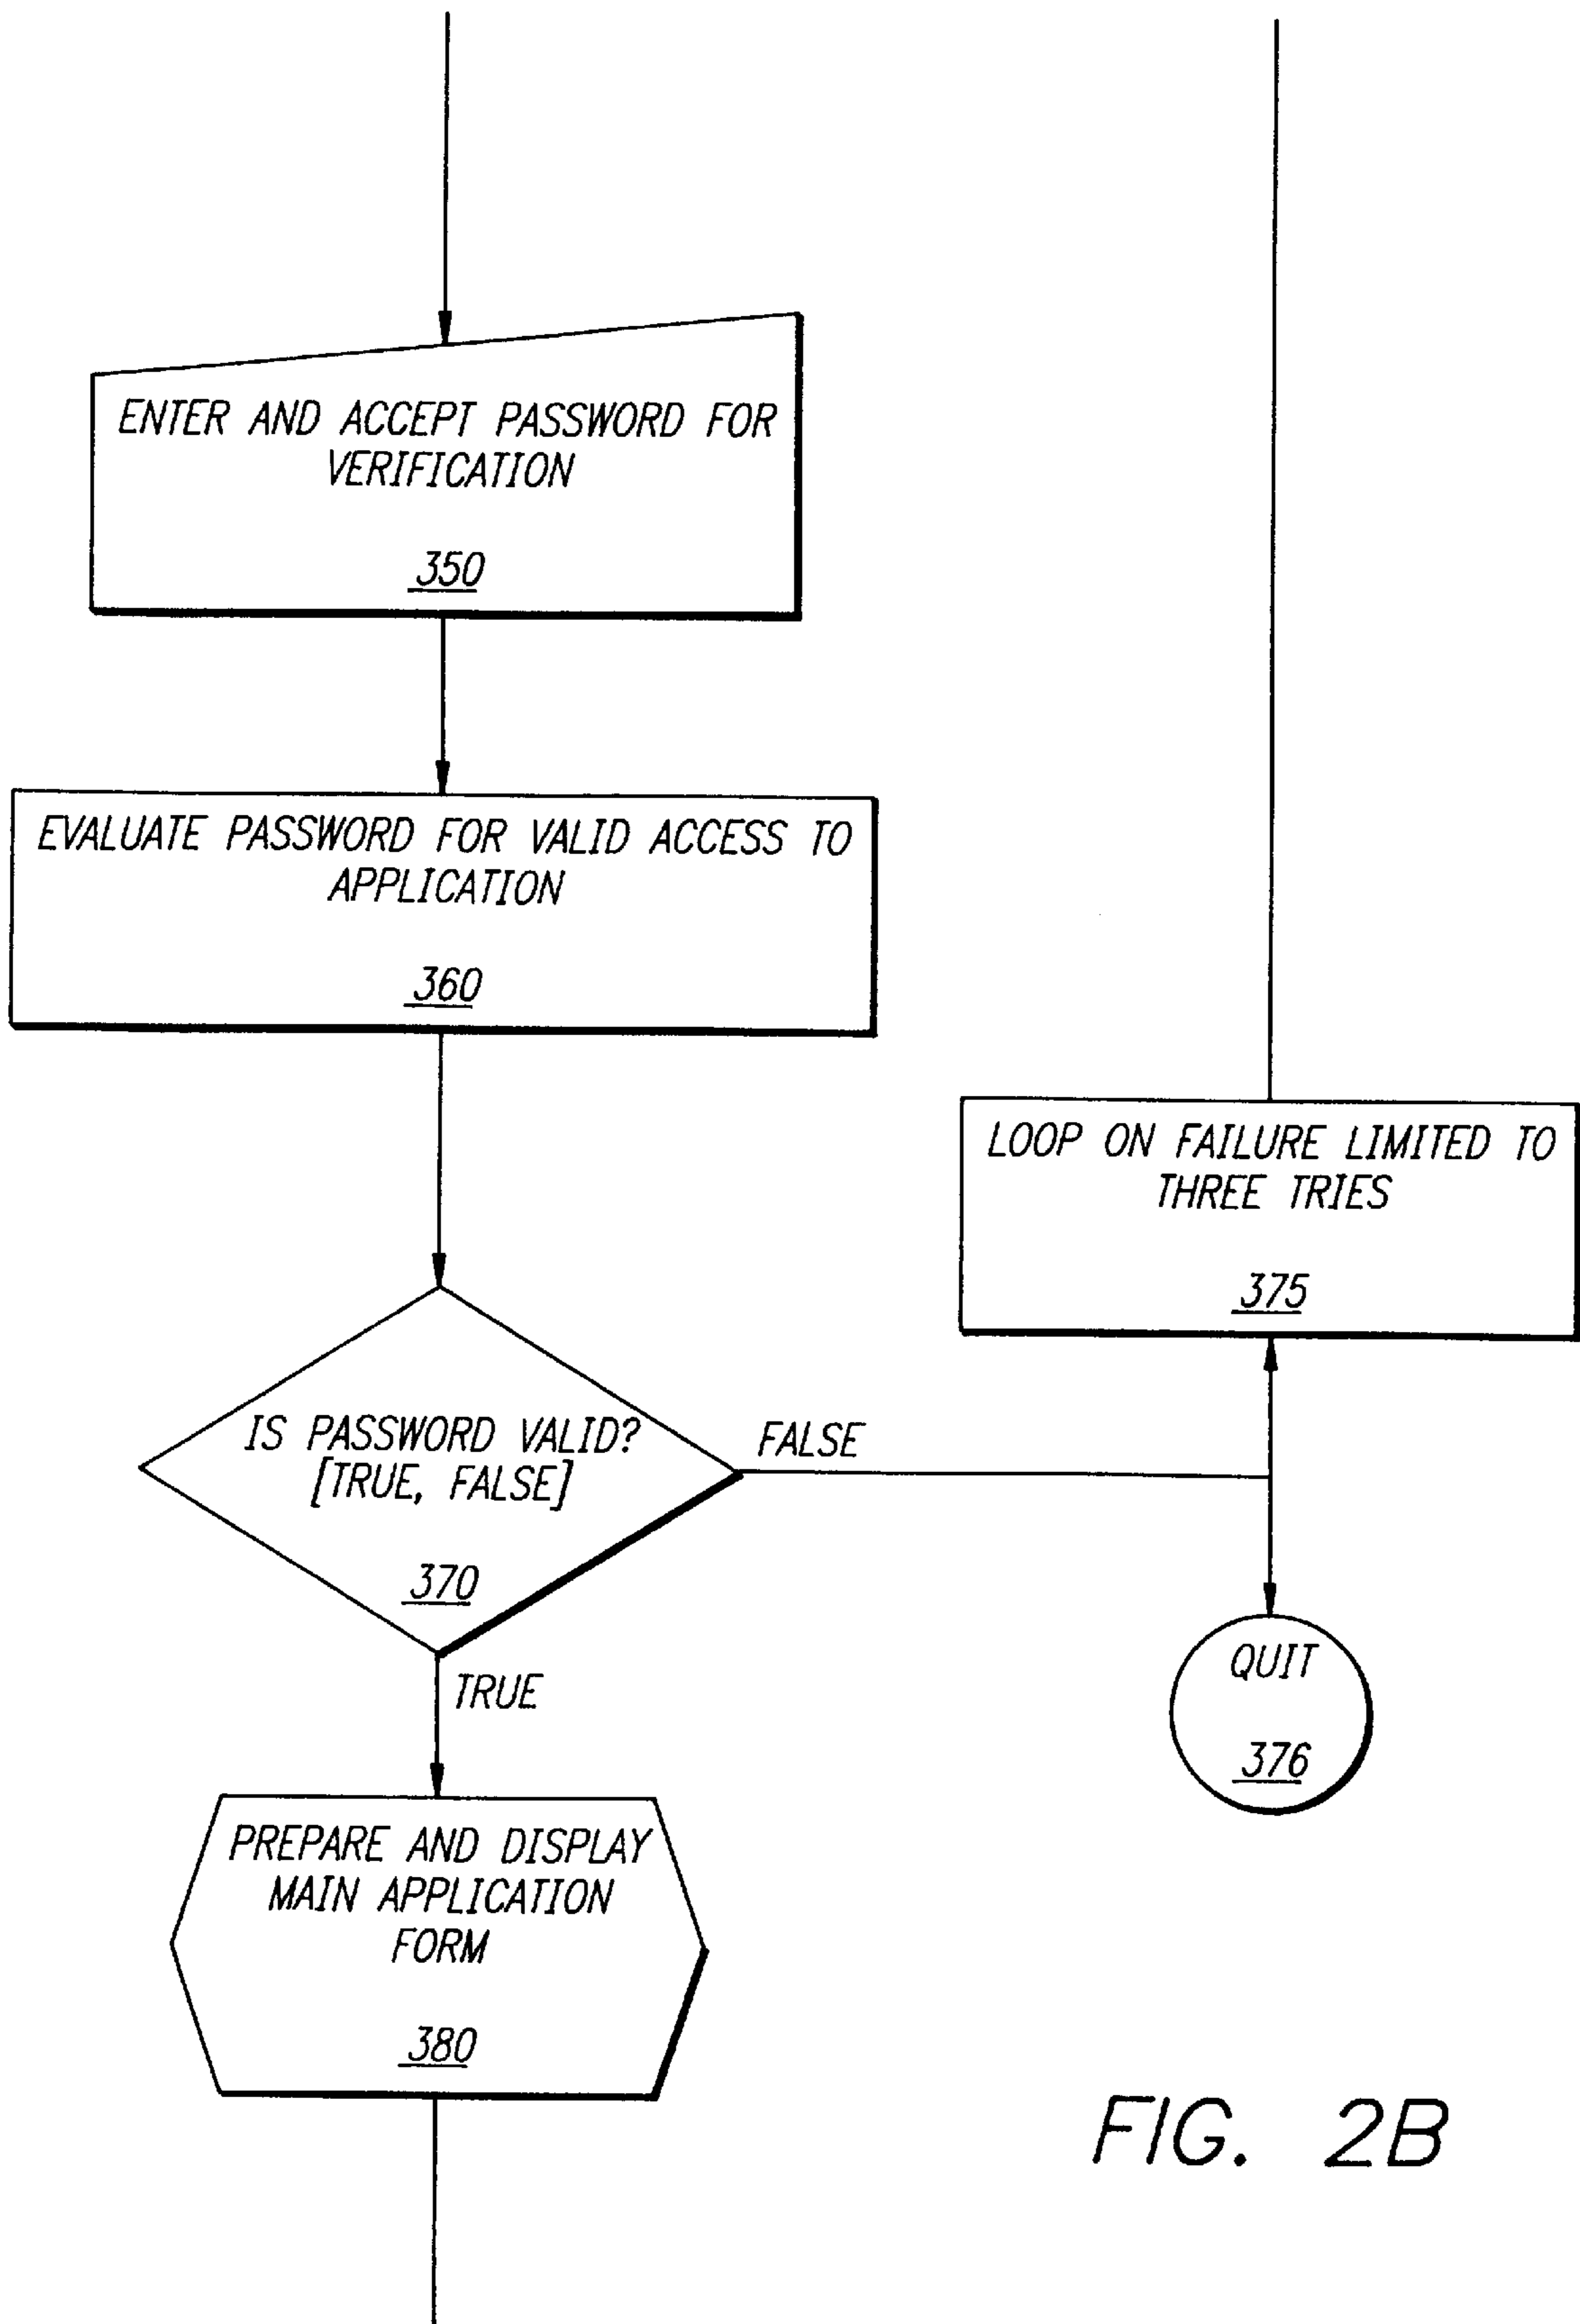 ENTER AND ACCEPT PASSWORD FOR
VERIFICATION
350
EVALUATE PASSWORD FOR VALID ACCESS TO
APPLICATION
360
LOOP ON FAILURE LIMITED TO
THREE TRIES
375
IS PASSWORD VALID?
[TRUE, FALSE]
370
FALSE
TRUE
QUIT
376
PREPARE AND DISPLAY
MAIN APPLICATION
FORM
380
FIG. 2B